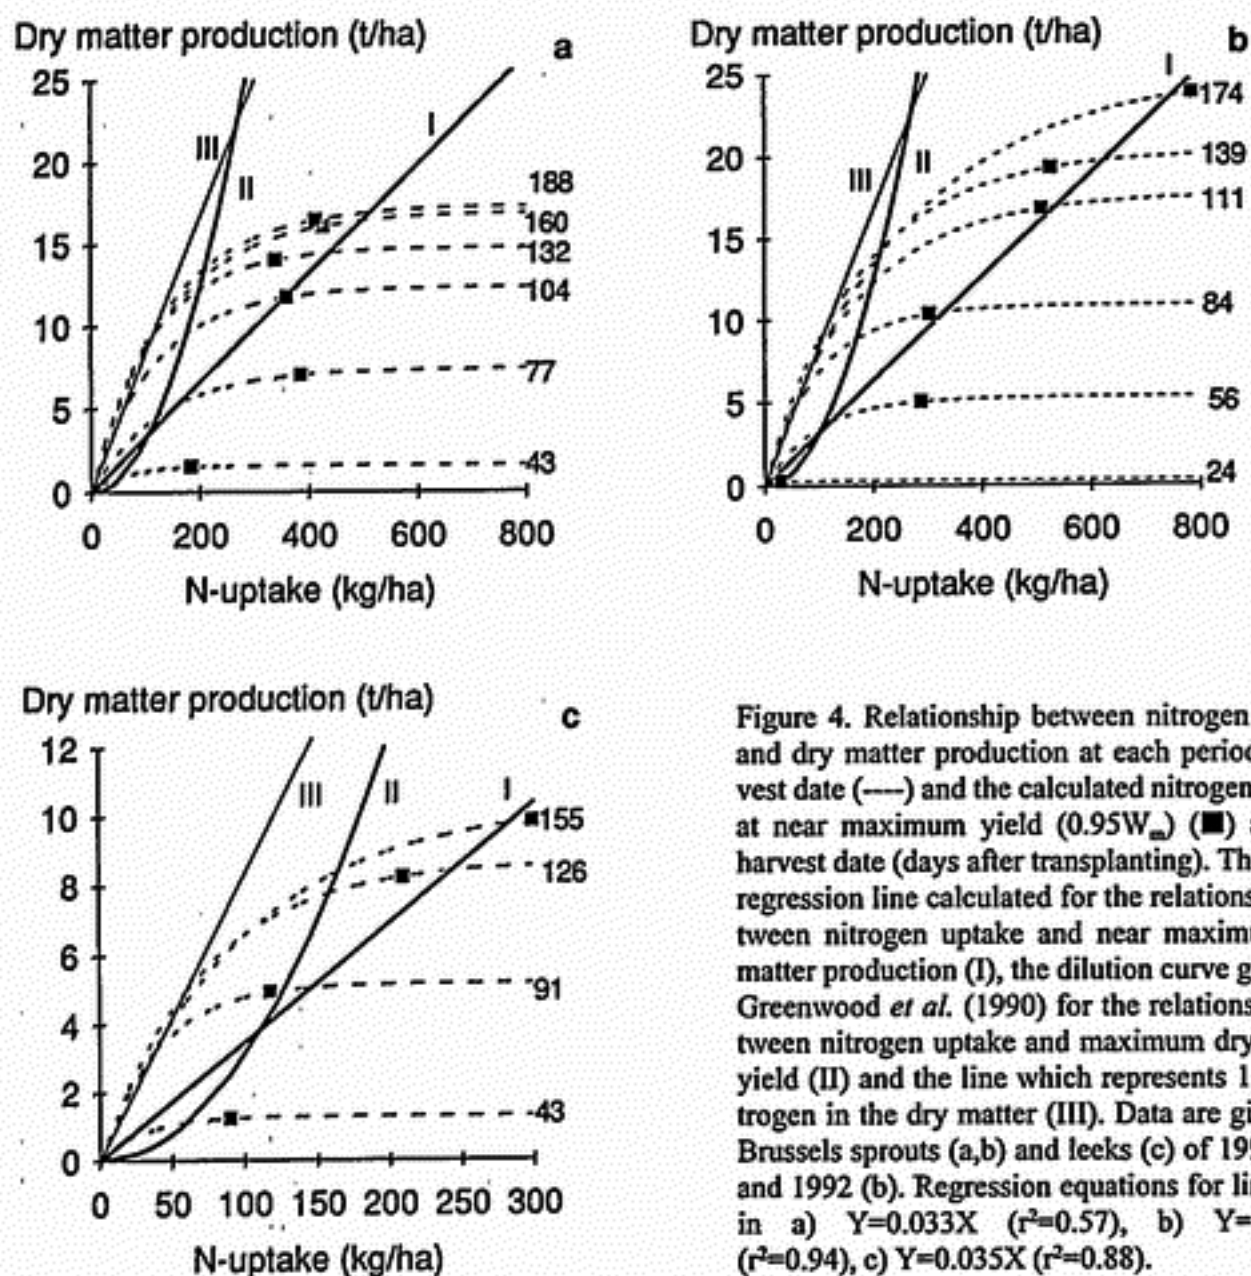 Dry matter production (t/ha)
a
25
20
15
10
5
0
III
II
I
188
160
132
104
77
43
0 200 400 600 800
N-uptake (kg/ha)
Dry matter production (t/ha)
b
25
20
15
10
5
0
III
II
I
174
139
111
84
56
24
0 200 400 600 800
N-uptake (kg/ha)
Dry matter production (t/ha)
c
12
10
8
6
4
2
0
III
II
I
155
126
91
43
0 50 100 150 200 250 300
N-uptake (kg/ha)
Figure 4. Relationship between nitrogen
and dry matter production at each period
vest date (----) and the calculated nitrogen
at near maximum yield (0.95Wm) (■)
harvest date (days after transplanting). Th
regression line calculated for the relations
tween nitrogen uptake and near maximu
matter production (I), the dilution curve g
Greenwood et al. (1990) for the relations
tween nitrogen uptake and maximum dry
yield (II) and the line which represents 1
trogen in the dry matter (III). Data are gi
Brussels sprouts (a,b) and leeks (c) of 19
and 1992 (b). Regression equations for li
in a) Y=0.033X (r²=0.57), b) Y=
(r²=0.94), c) Y=0.035X (r²=0.88).